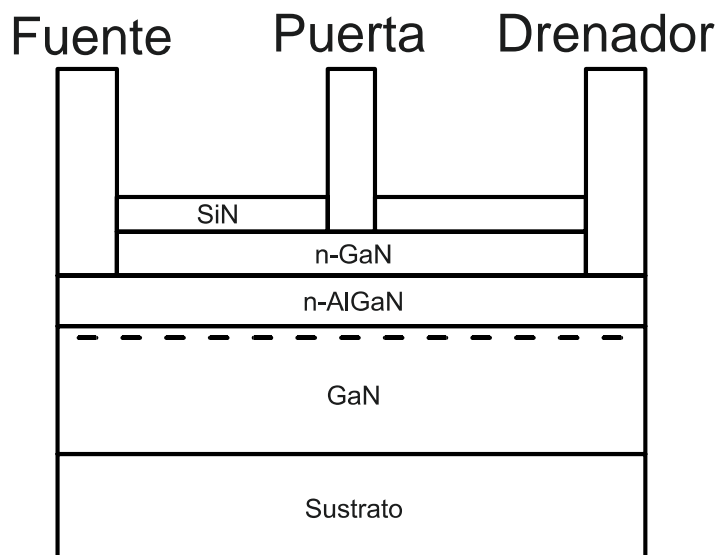 Fuente Puerta Drenador
SiN
n-GaN
n-AlGaN
GaN
Sustrato